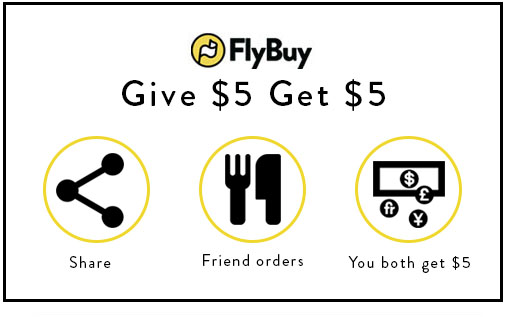 FlyBuy
Give $5 Get $5
Share
Friend orders
You both get $5